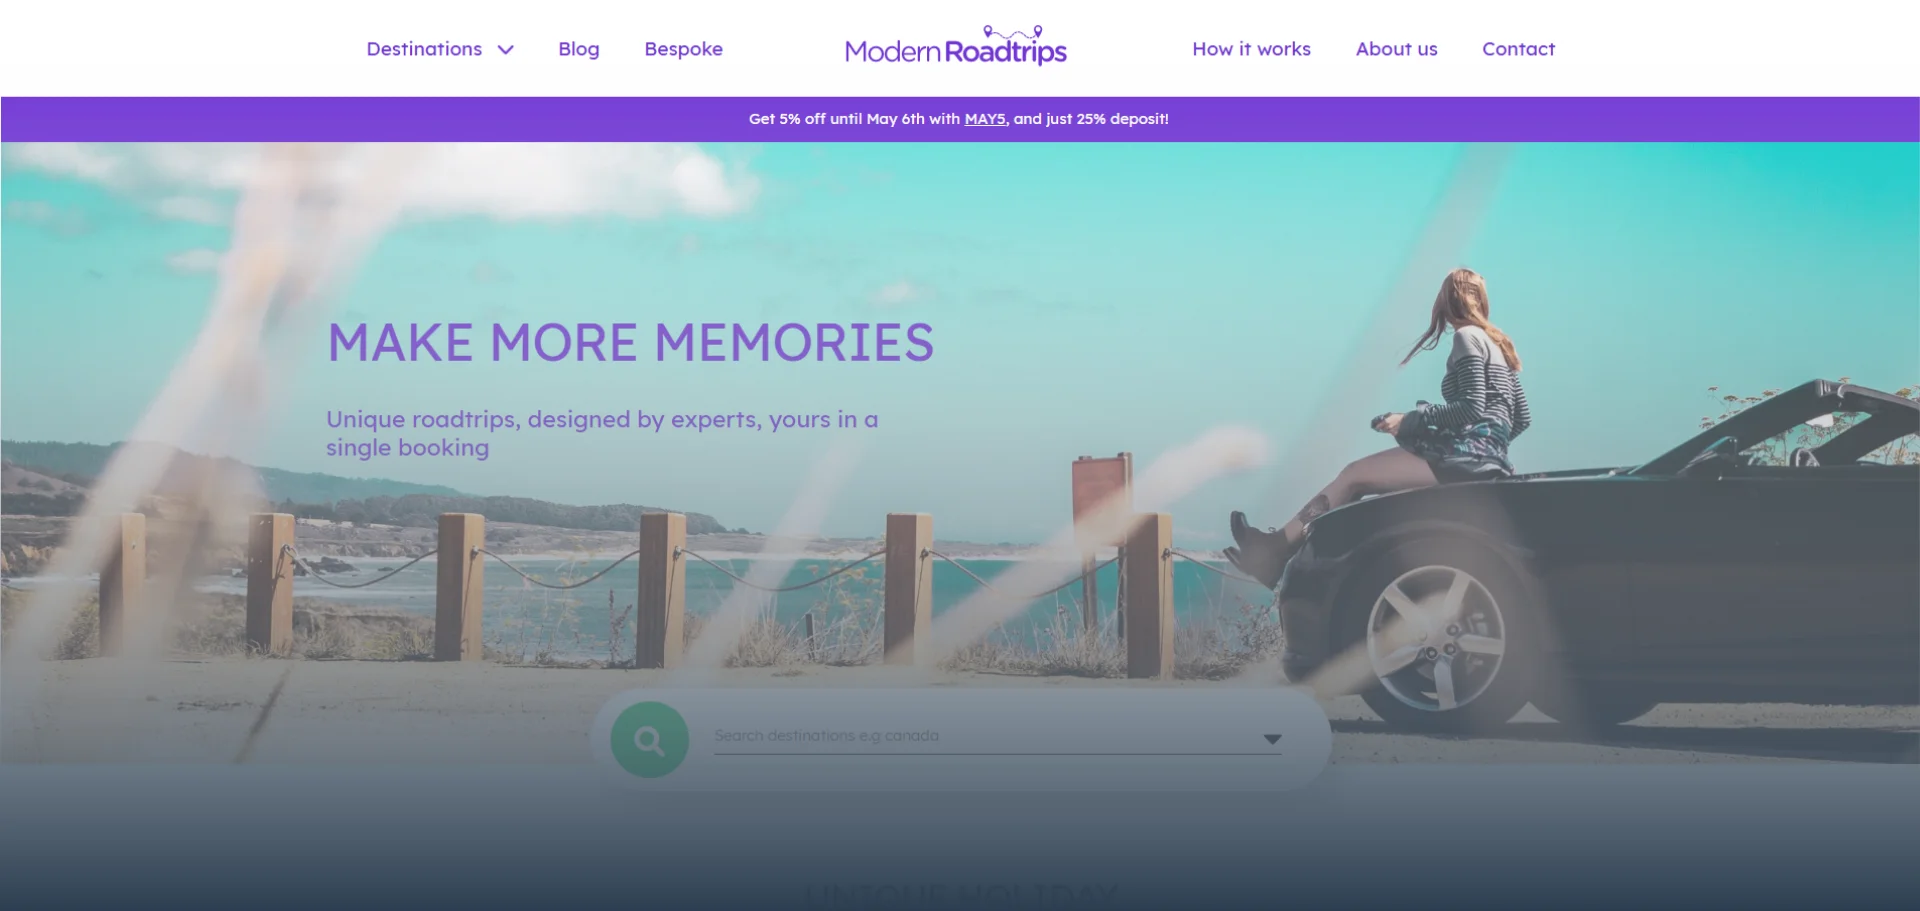 Destinations
Blog
Bespoke
Modern Roadtrips
How it works
About us
Contact
Get 5% off until May 6th with MAY5, and just 25% deposit!
MAKE MORE MEMORIES
Unique roadtrips, designed by experts, yours in a
single booking
Search destinations e.g canada
UNIQUE HOLIDAY